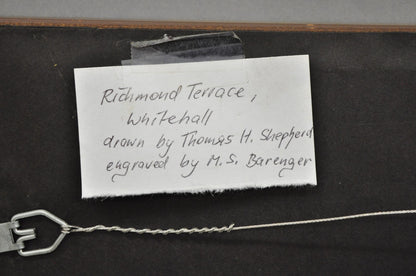 Richmond Terrace,
Whitehall
drawn by Thomas H. Shepherd
engraved by M. S. Barenger